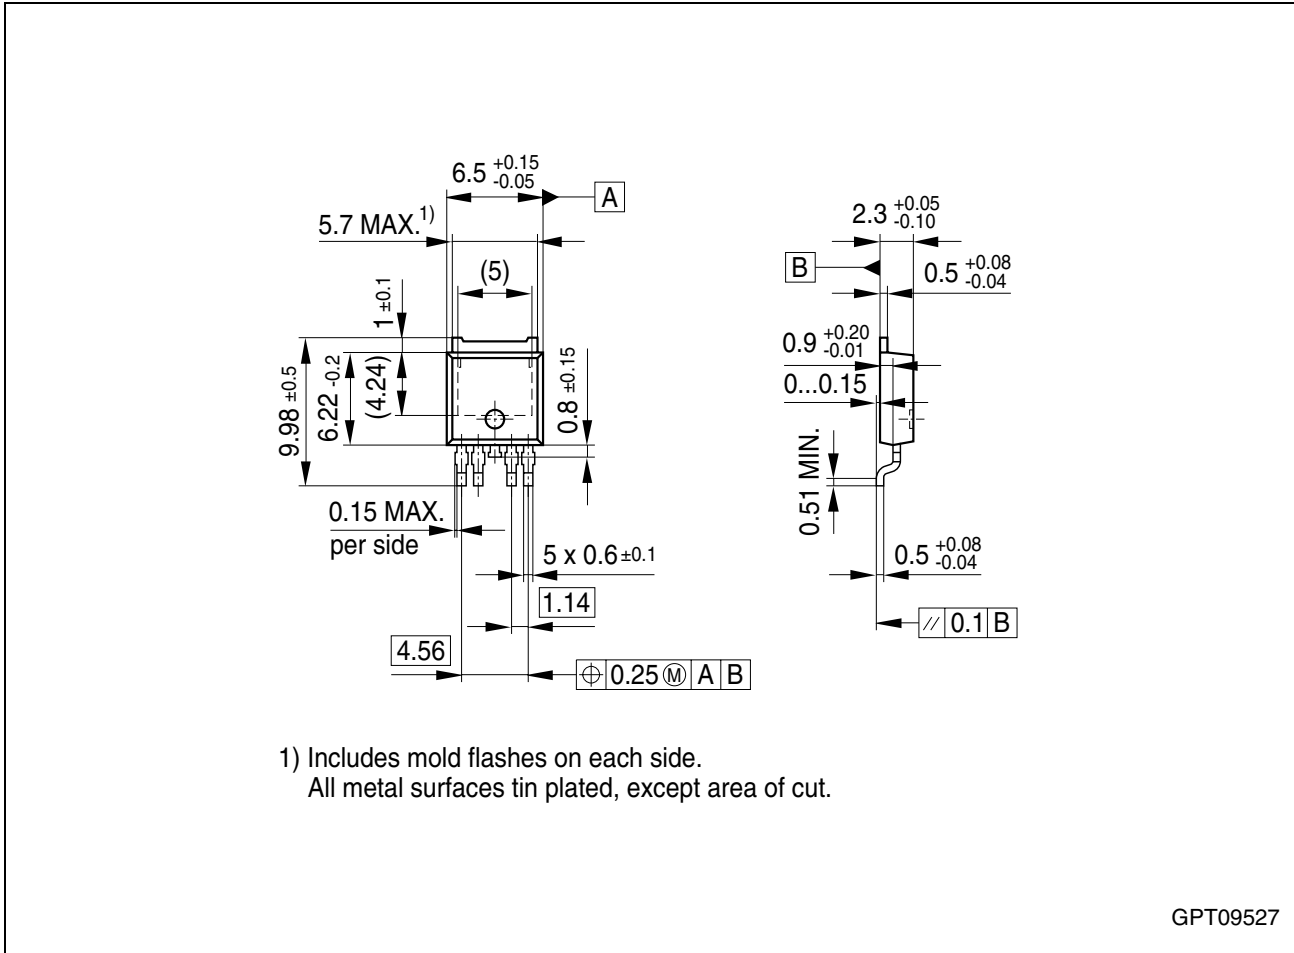 6.5 +0.15 -0.05
A
5.7 MAX. 1)
(5)
1 ±0.1
9.98 ±0.5
6.22 -0.2
(4.24)
0.8 ±0.15
0.15 MAX.
per side
5 x 0.6 ±0.1
1.14
4.56
⌖ 0.25 Ⓜ A B
2.3 +0.05 -0.10
B
0.5 +0.08 -0.04
0.9 +0.20 -0.01
0...0.15
0.51 MIN.
0.5 +0.08 -0.04
// 0.1 B
1) Includes mold flashes on each side.
All metal surfaces tin plated, except area of cut.
GPT09527